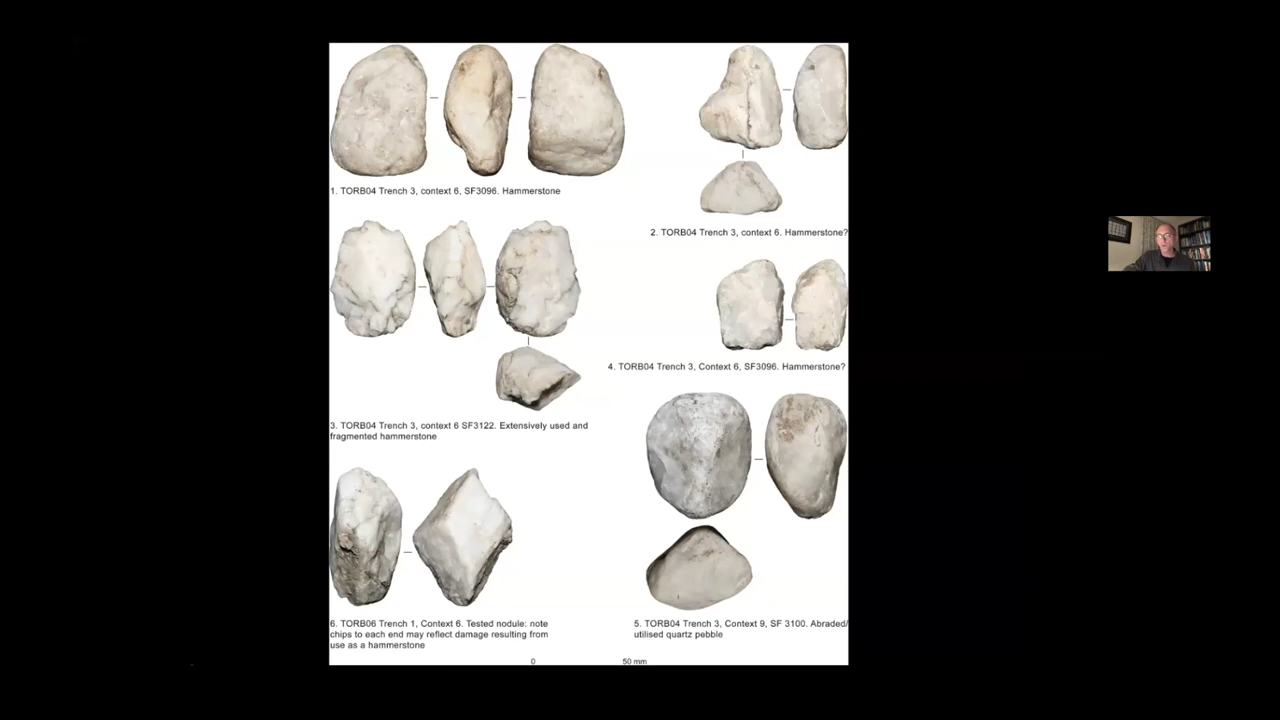 1. TORB04 Trench 3, context 6, SF3096. Hammerstone
2. TORB04 Trench 3, context 6. Hammerstone?
4. TORB04 Trench 3, Context 6, SF3096. Hammerstone?
3. TORB04 Trench 3, context 6 SF3122. Extensively used and
fragmented hammerstone
6. TORB06 Trench 1, Context 6. Tested nodule: note
chips to each end may reflect damage resulting from
use as a hammerstone
5. TORB04 Trench 3, Context 9, SF 3100. Abraded/
utilised quartz pebble
0 50 mm